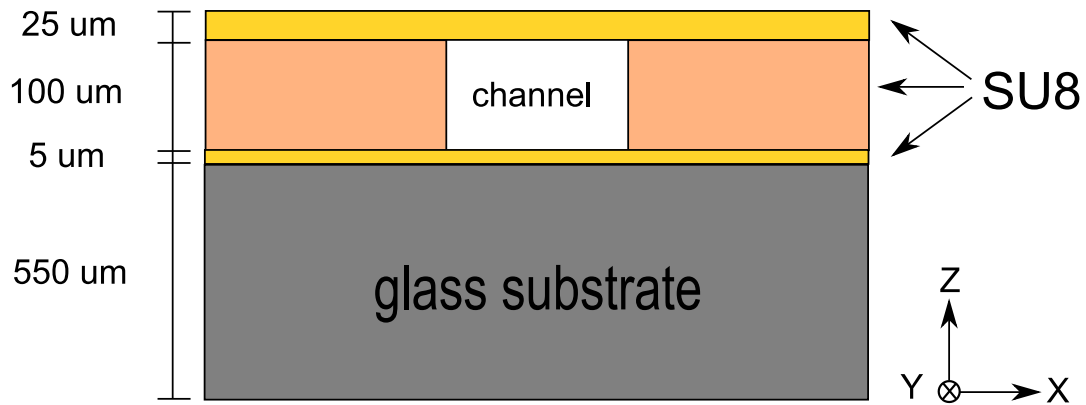 25 um
100 um
channel
SU8
5 um
550 um
glass substrate
Z
Y
X